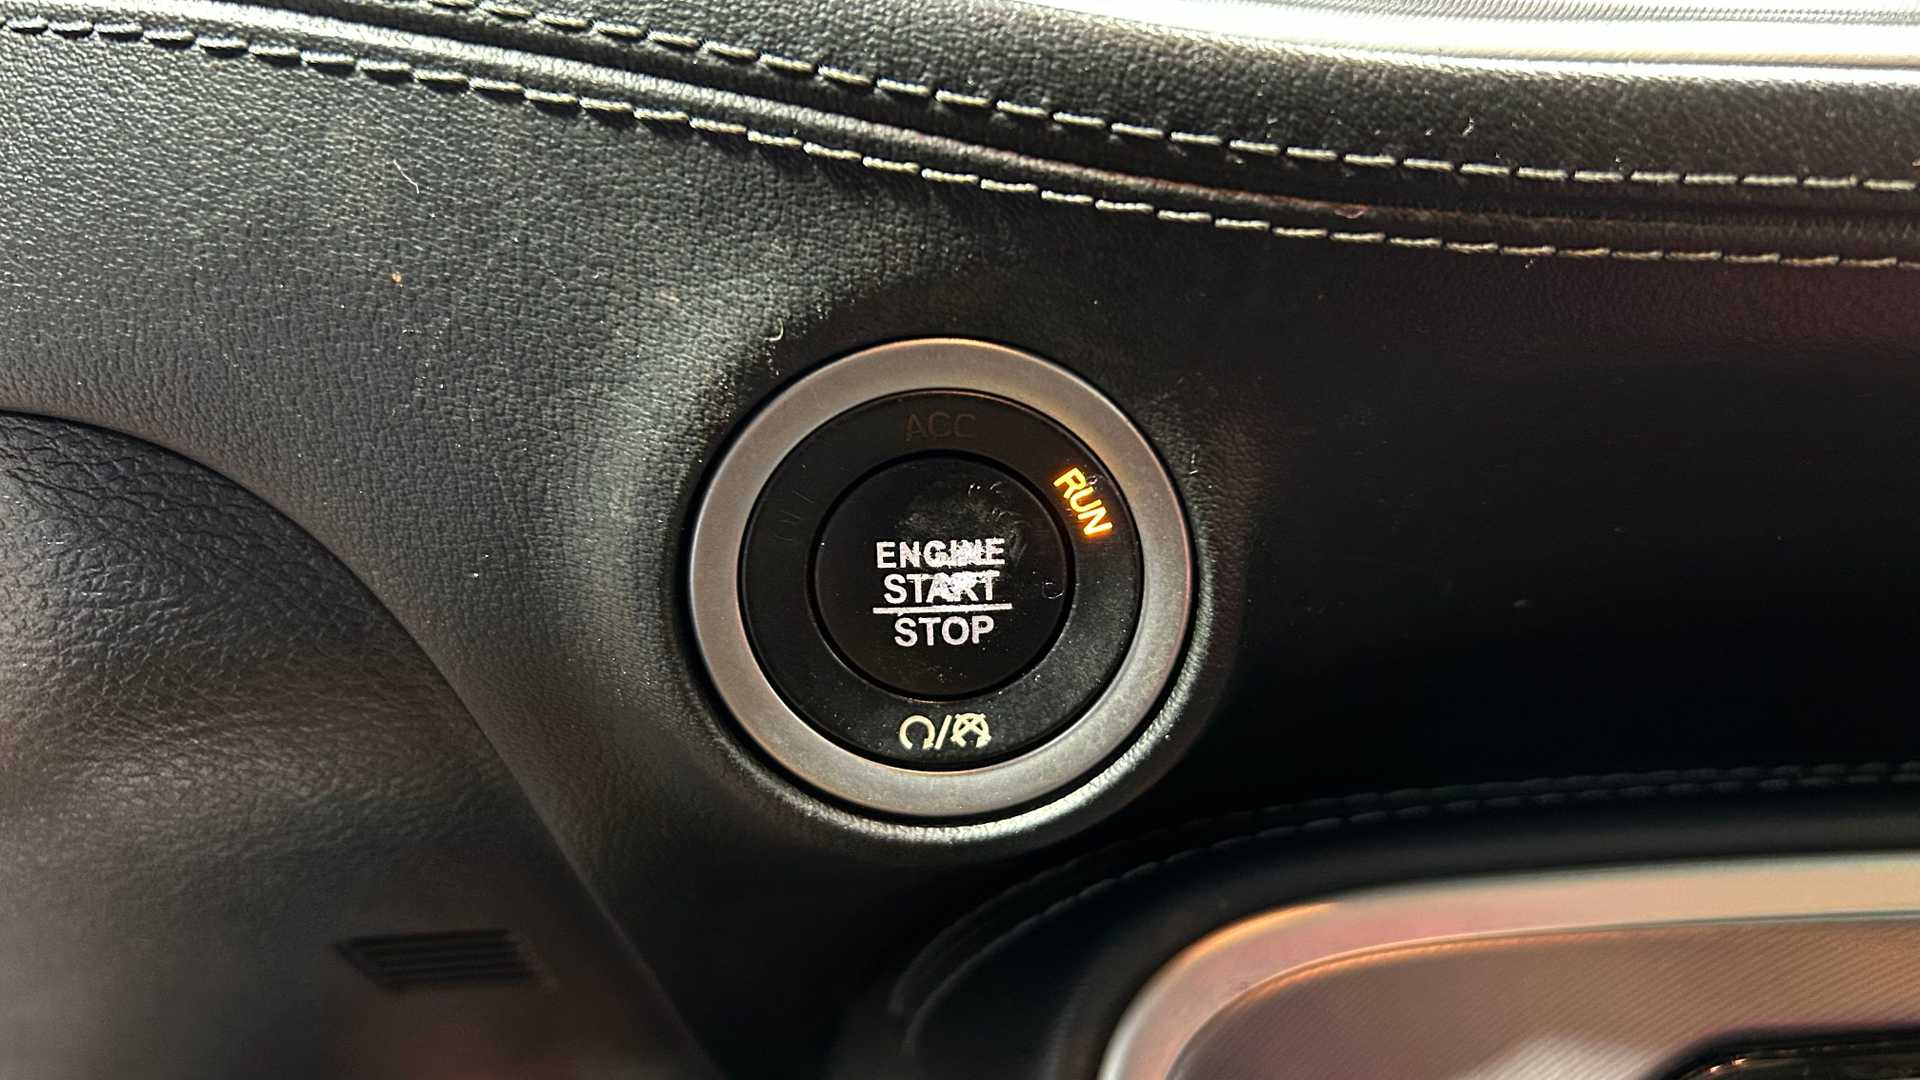 ACC
RUN
ENGINE
START
STOP